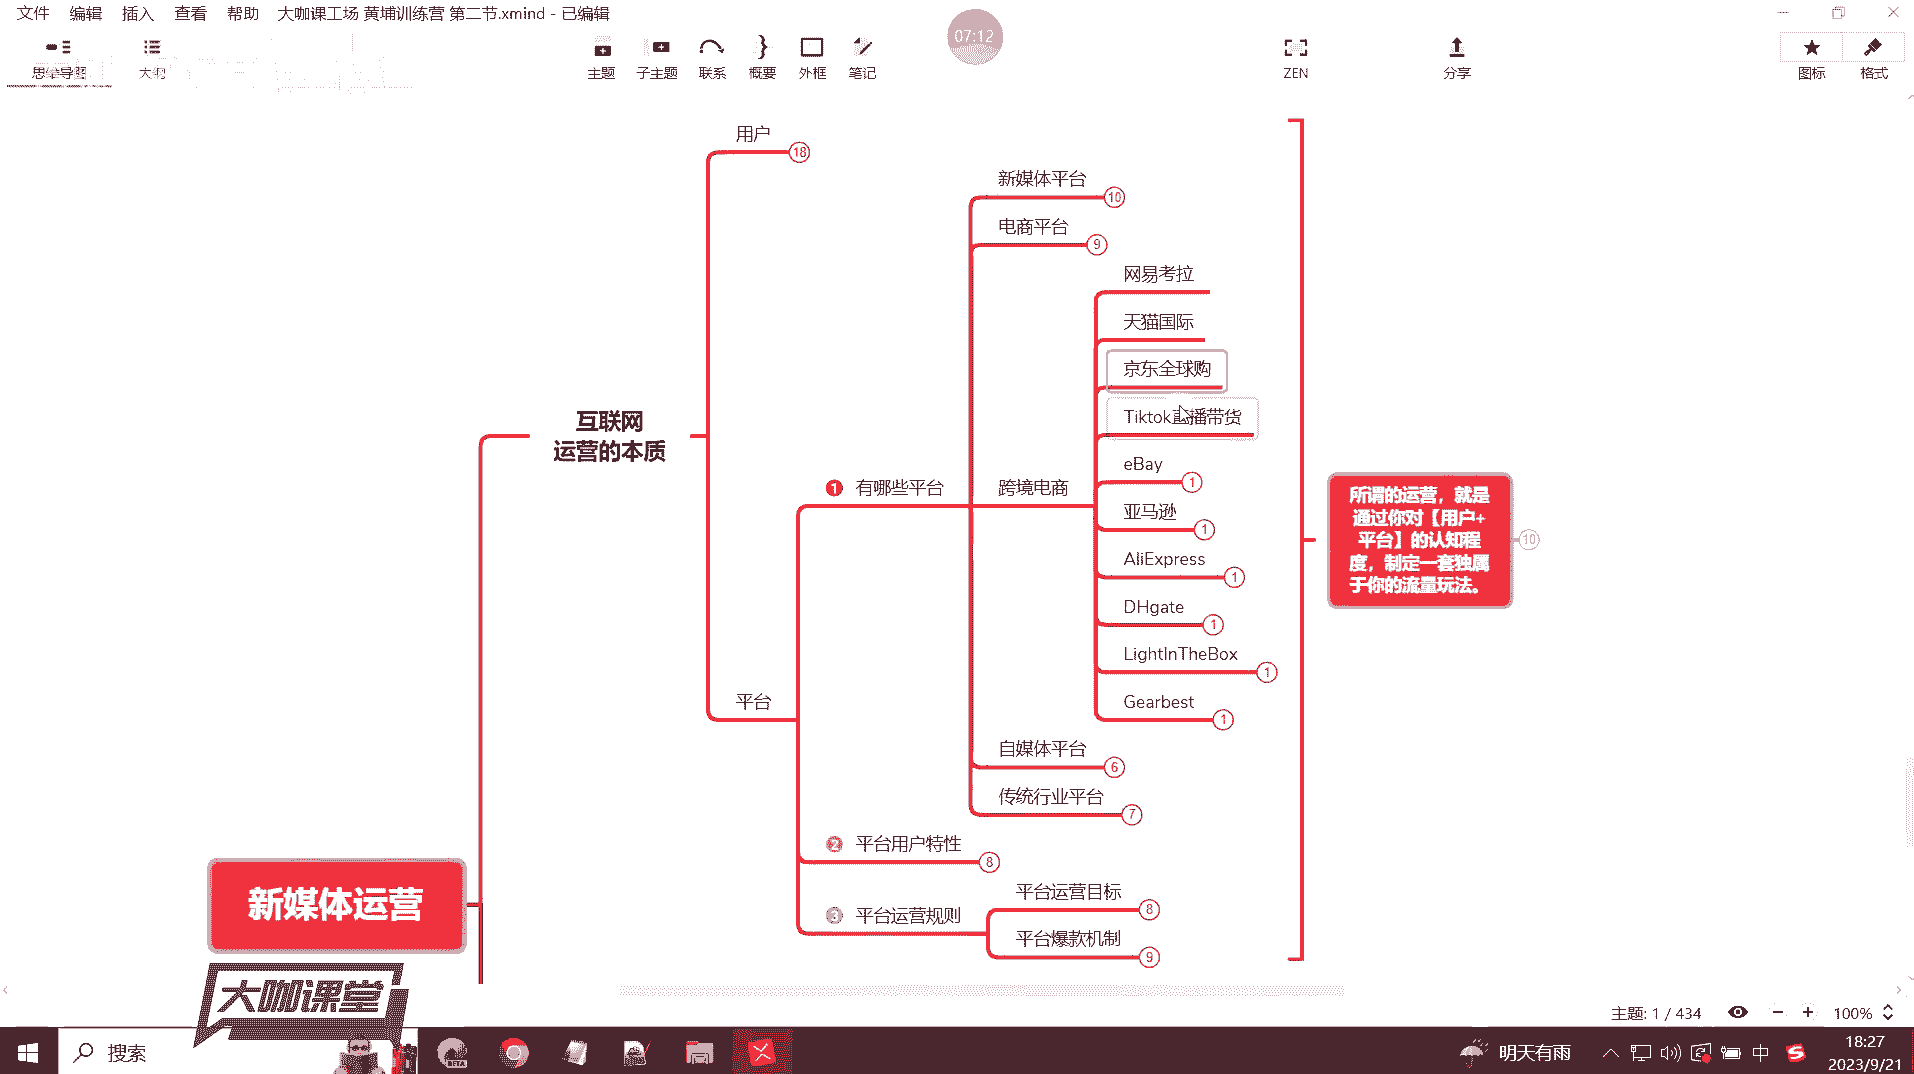 文件 编辑 插入 查看 帮助 大咖课工场 黄埔训练营 第二节.xmind - 已编辑
07:12
思维导图 大纲 主题 子主题 联系 概要 外框 笔记 ZEN 分享 图标 格式
用户 18
新媒体平台 10
电商平台 9
网易考拉
天猫国际
京东全球购
Tiktok直播带货
互联网
运营的本质
eBay 1
1 有哪些平台
跨境电商
亚马逊 1
AliExpress 1
DHgate 1
LightInTheBox 1
Gearbest 1
所谓的运营，就是
通过你对【用户+
平台】的认知程
度，制定一套独属
于你的流量玩法。
10
平台
自媒体平台 6
传统行业平台 7
2 平台用户特性 8
3 平台运营规则
平台运营目标 8
平台爆款机制 9
新媒体运营
大咖课堂
主题: 1 / 434 100%
搜索
BETA
明天有雨
中
18:27
2023/9/21